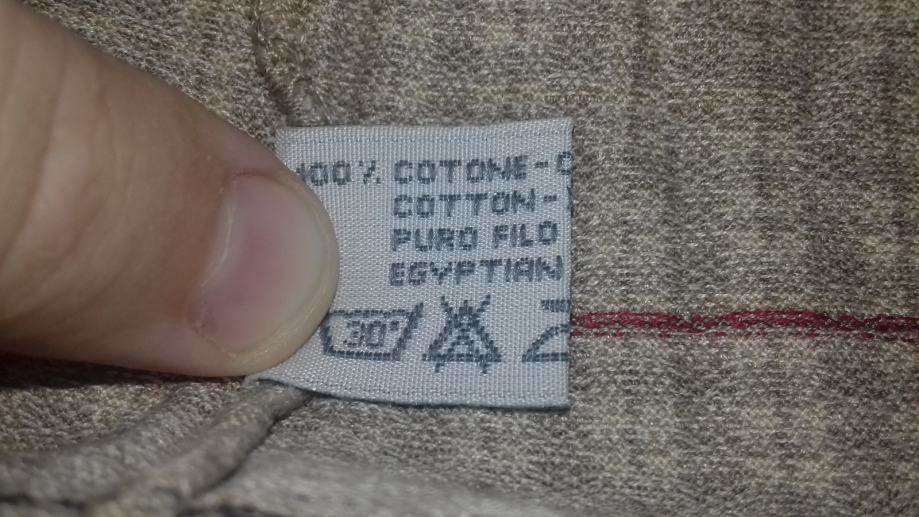 100% COTONE-C
COTTON-
PURO FILO
EGYPTIAN
30°